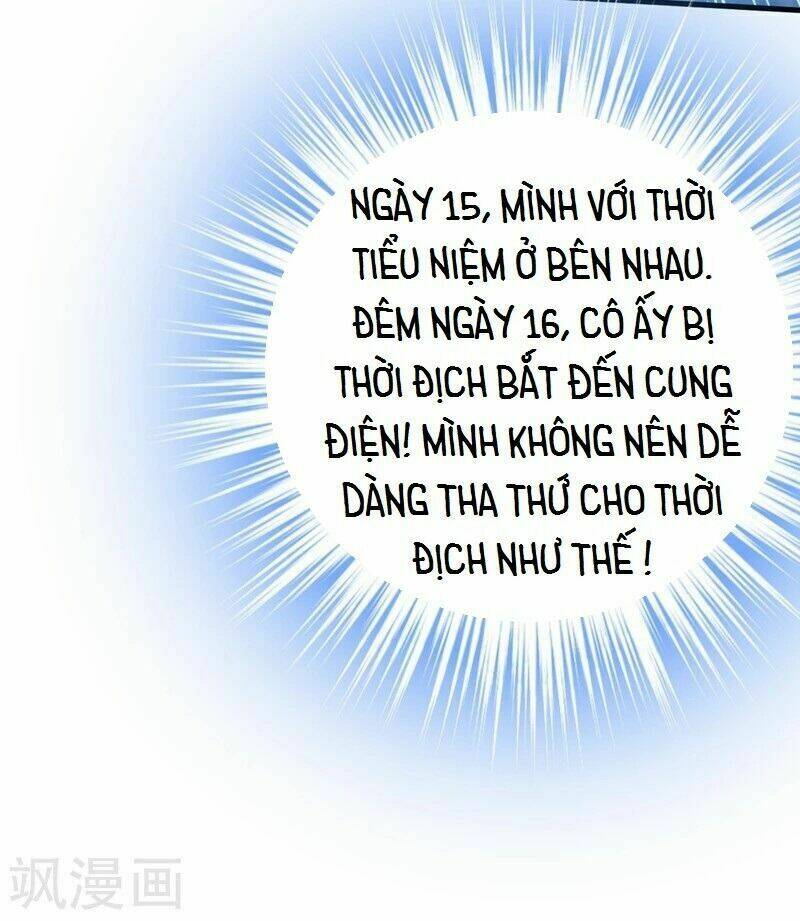 NGÀY 15, MÌNH VỚI THỜI
TIỂU NIỆM Ở BÊN NHAU.
ĐÊM NGÀY 16, CÔ ẤY BỊ
THỜI ĐỊCH BẮT ĐẾN CUNG
ĐIỆN! MÌNH KHÔNG NÊN DỄ
DÀNG THA THỨ CHO THỜI
ĐỊCH NHƯ THẾ !
飒漫画